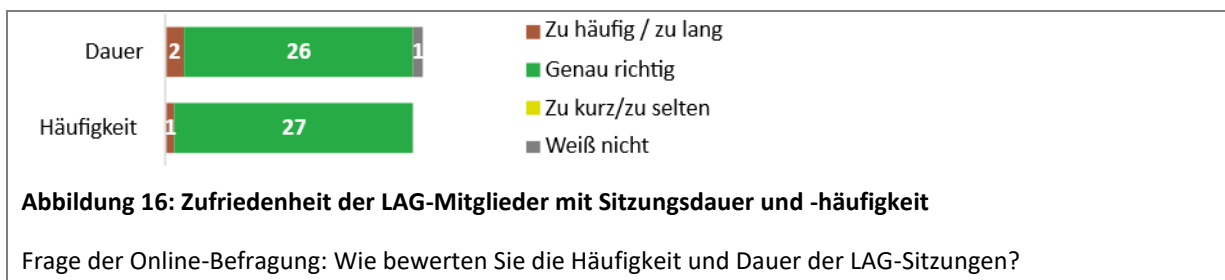 Dauer 2 26 1
Häufigkeit 1 27
Zu häufig / zu lang
Genau richtig
Zu kurz/zu selten
Weiß nicht
Abbildung 16: Zufriedenheit der LAG-Mitglieder mit Sitzungsdauer und -häufigkeit
Frage der Online-Befragung: Wie bewerten Sie die Häufigkeit und Dauer der LAG-Sitzungen?